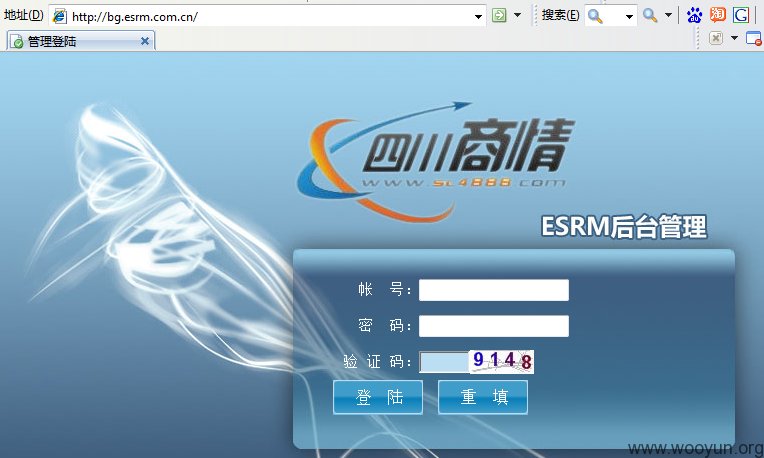 地址(D) http://bg.esrm.com.cn/ 搜索(E) 淘 G
管理登陆
四川商情
www.sc4888.com
ESRM后台管理
帐 号：
密 码：
验 证 码： 9148
登 陆 重 填
www.wooyun.org